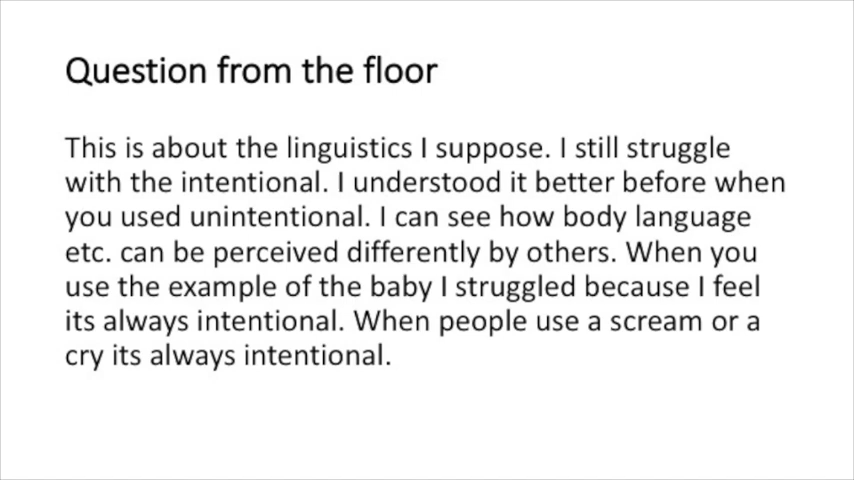 Question from the floor
This is about the linguistics I suppose. I still struggle
with the intentional. I understood it better before when
you used unintentional. I can see how body language
etc. can be perceived differently by others. When you
use the example of the baby I struggled because I feel
its always intentional. When people use a scream or a
cry its always intentional.